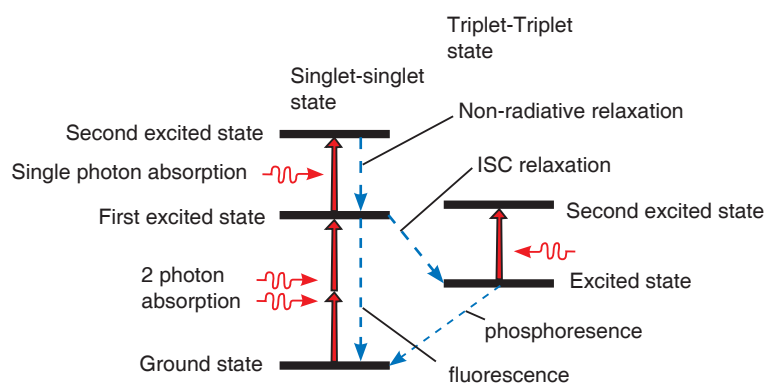 Triplet-Triplet
state
Singlet-singlet
state
Non-radiative relaxation
Second excited state
ISC relaxation
Single photon absorption
First excited state
Second excited state
2 photon
absorption
Excited state
phosphoresence
Ground state
fluorescence